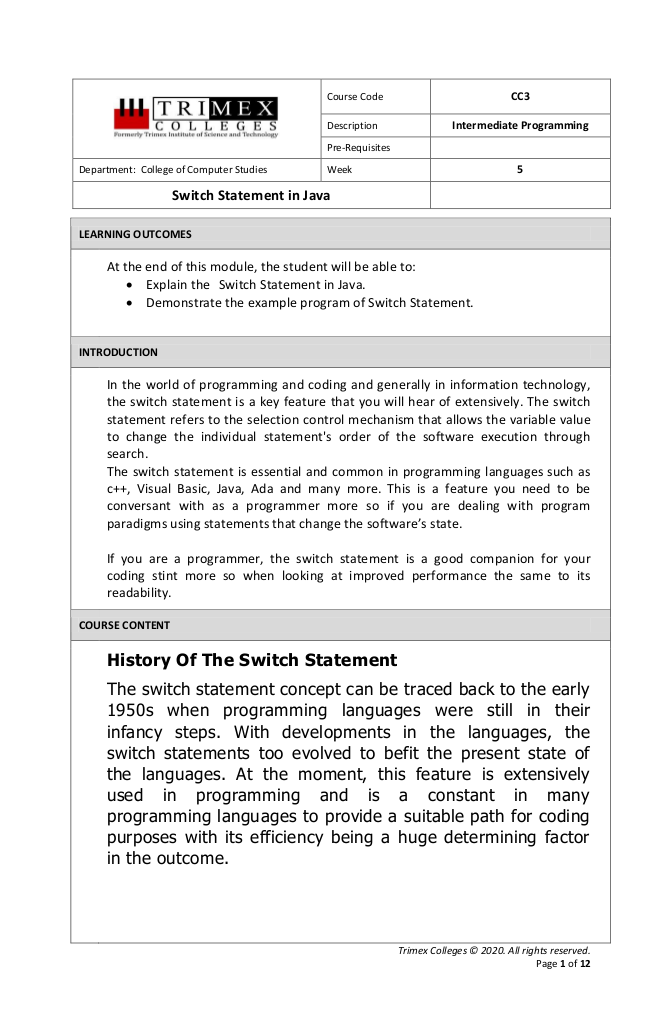 TRIMEX
COLLEGES
Formerly Trimex Institute of Science and Technology
Course Code
CC3
Description
Intermediate Programming
Pre-Requisites
Department:  College of Computer Studies
Week
5
Switch Statement in Java
LEARNING OUTCOMES
At the end of this module, the student will be able to:
• Explain the  Switch Statement in Java.
• Demonstrate the example program of Switch Statement.
INTRODUCTION
In the world of programming and coding and generally in information technology,
the switch statement is a key feature that you will hear of extensively. The switch
statement refers to the selection control mechanism that allows the variable value
to change the individual statement's order of the software execution through
search.
The switch statement is essential and common in programming languages such as
c++, Visual Basic, Java, Ada and many more. This is a feature you need to be
conversant with as a programmer more so if you are dealing with program
paradigms using statements that change the software’s state.
If you are a programmer, the switch statement is a good companion for your
coding stint more so when looking at improved performance the same to its
readability.
COURSE CONTENT
History Of The Switch Statement
The switch statement concept can be traced back to the early
1950s when programming languages were still in their
infancy steps. With developments in the languages, the
switch statements too evolved to befit the present state of
the languages. At the moment, this feature is extensively
used in programming and is a constant in many
programming languages to provide a suitable path for coding
purposes with its efficiency being a huge determining factor
in the outcome.
Trimex Colleges © 2020. All rights reserved.
Page 1 of 12